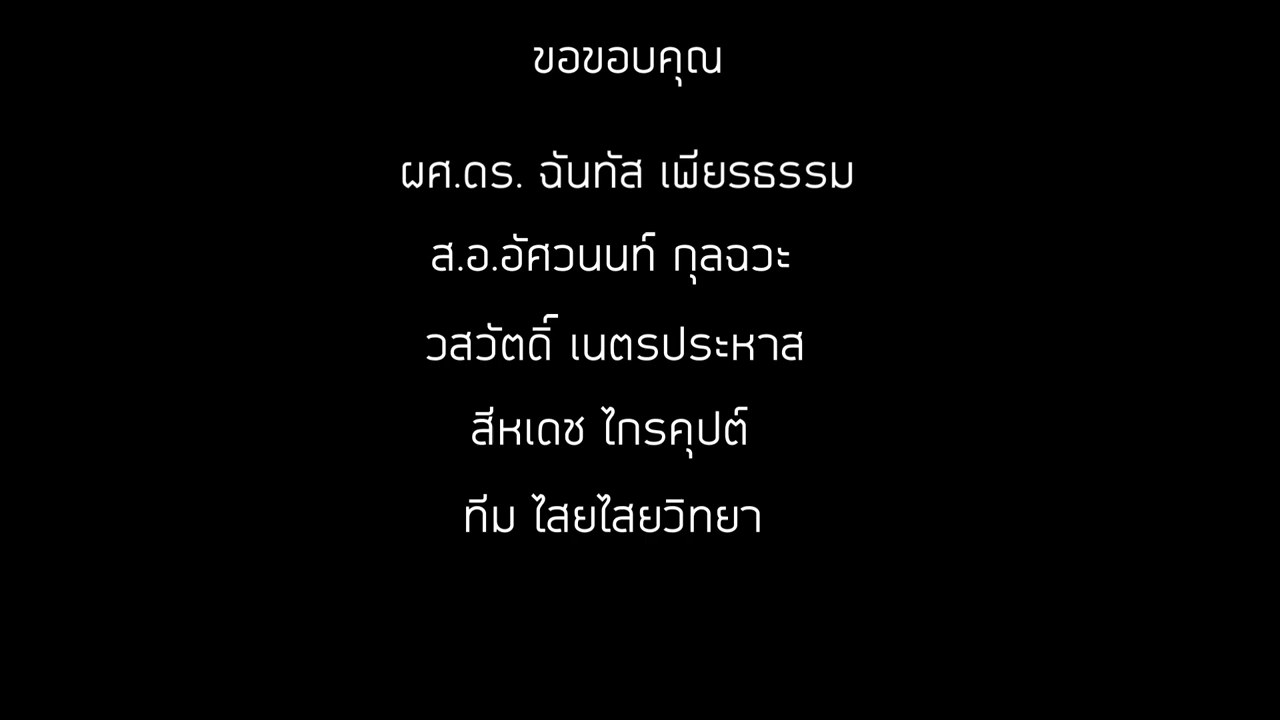 ขอขอบคุณ
ผศ.ดร. ฉันทัส เพียรธรรม
ส.อ.อัศวนนท์ กุลฉวะ
วสวัตดิ์ เนตรประหาส
สีหเดช ไกรคุปต์
ทีม ไสยไสยวิทยา